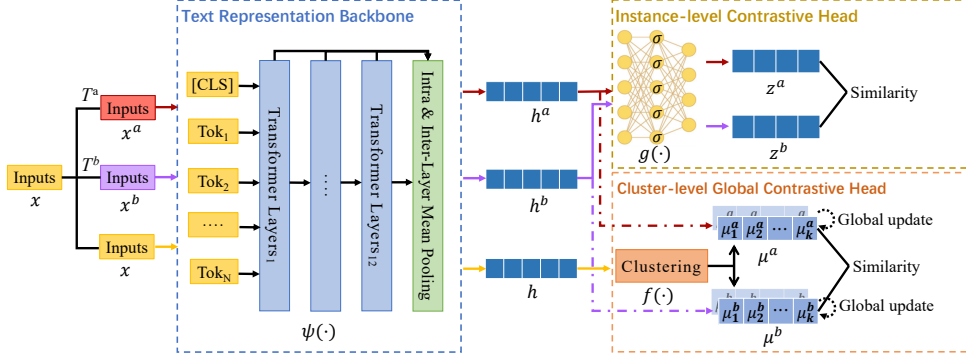 Text Representation Backbone
Instance-level Contrastive Head
Inputs
x
T^a
Inputs
x^a
T^b
Inputs
x^b
Inputs
x
[CLS]
Tok_1
Tok_2
....
Tok_N
Transformer Layers_1
....
Transformer Layers_12
Intra & Inter-Layer Mean Pooling
ψ(·)
h^a
h^b
h
σ
σ
σ
σ
σ
g(·)
z^a
z^b
Similarity
Cluster-level Global Contrastive Head
Clustering
f(·)
a a a
μ_1^a μ_2^a ··· μ_k^a
μ^a
Global update
Similarity
b b b
μ_1^b μ_2^b ··· μ_k^b
μ^b
Global update